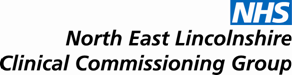 NHS
North East Lincolnshire
Clinical Commissioning Group